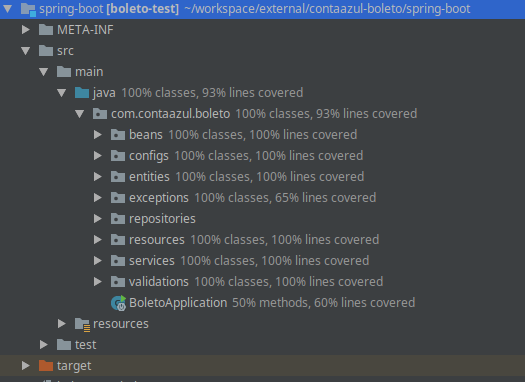 spring-boot [boleto-test] ~/workspace/external/contaazul-boleto/spring-boot
META-INF
src
main
java 100% classes, 93% lines covered
com.contaazul.boleto 100% classes, 93% lines covered
beans 100% classes, 100% lines covered
configs 100% classes, 100% lines covered
entities 100% classes, 100% lines covered
exceptions 100% classes, 65% lines covered
repositories
resources 100% classes, 100% lines covered
services 100% classes, 100% lines covered
validations 100% classes, 100% lines covered
BoletoApplication 50% methods, 60% lines covered
resources
test
target